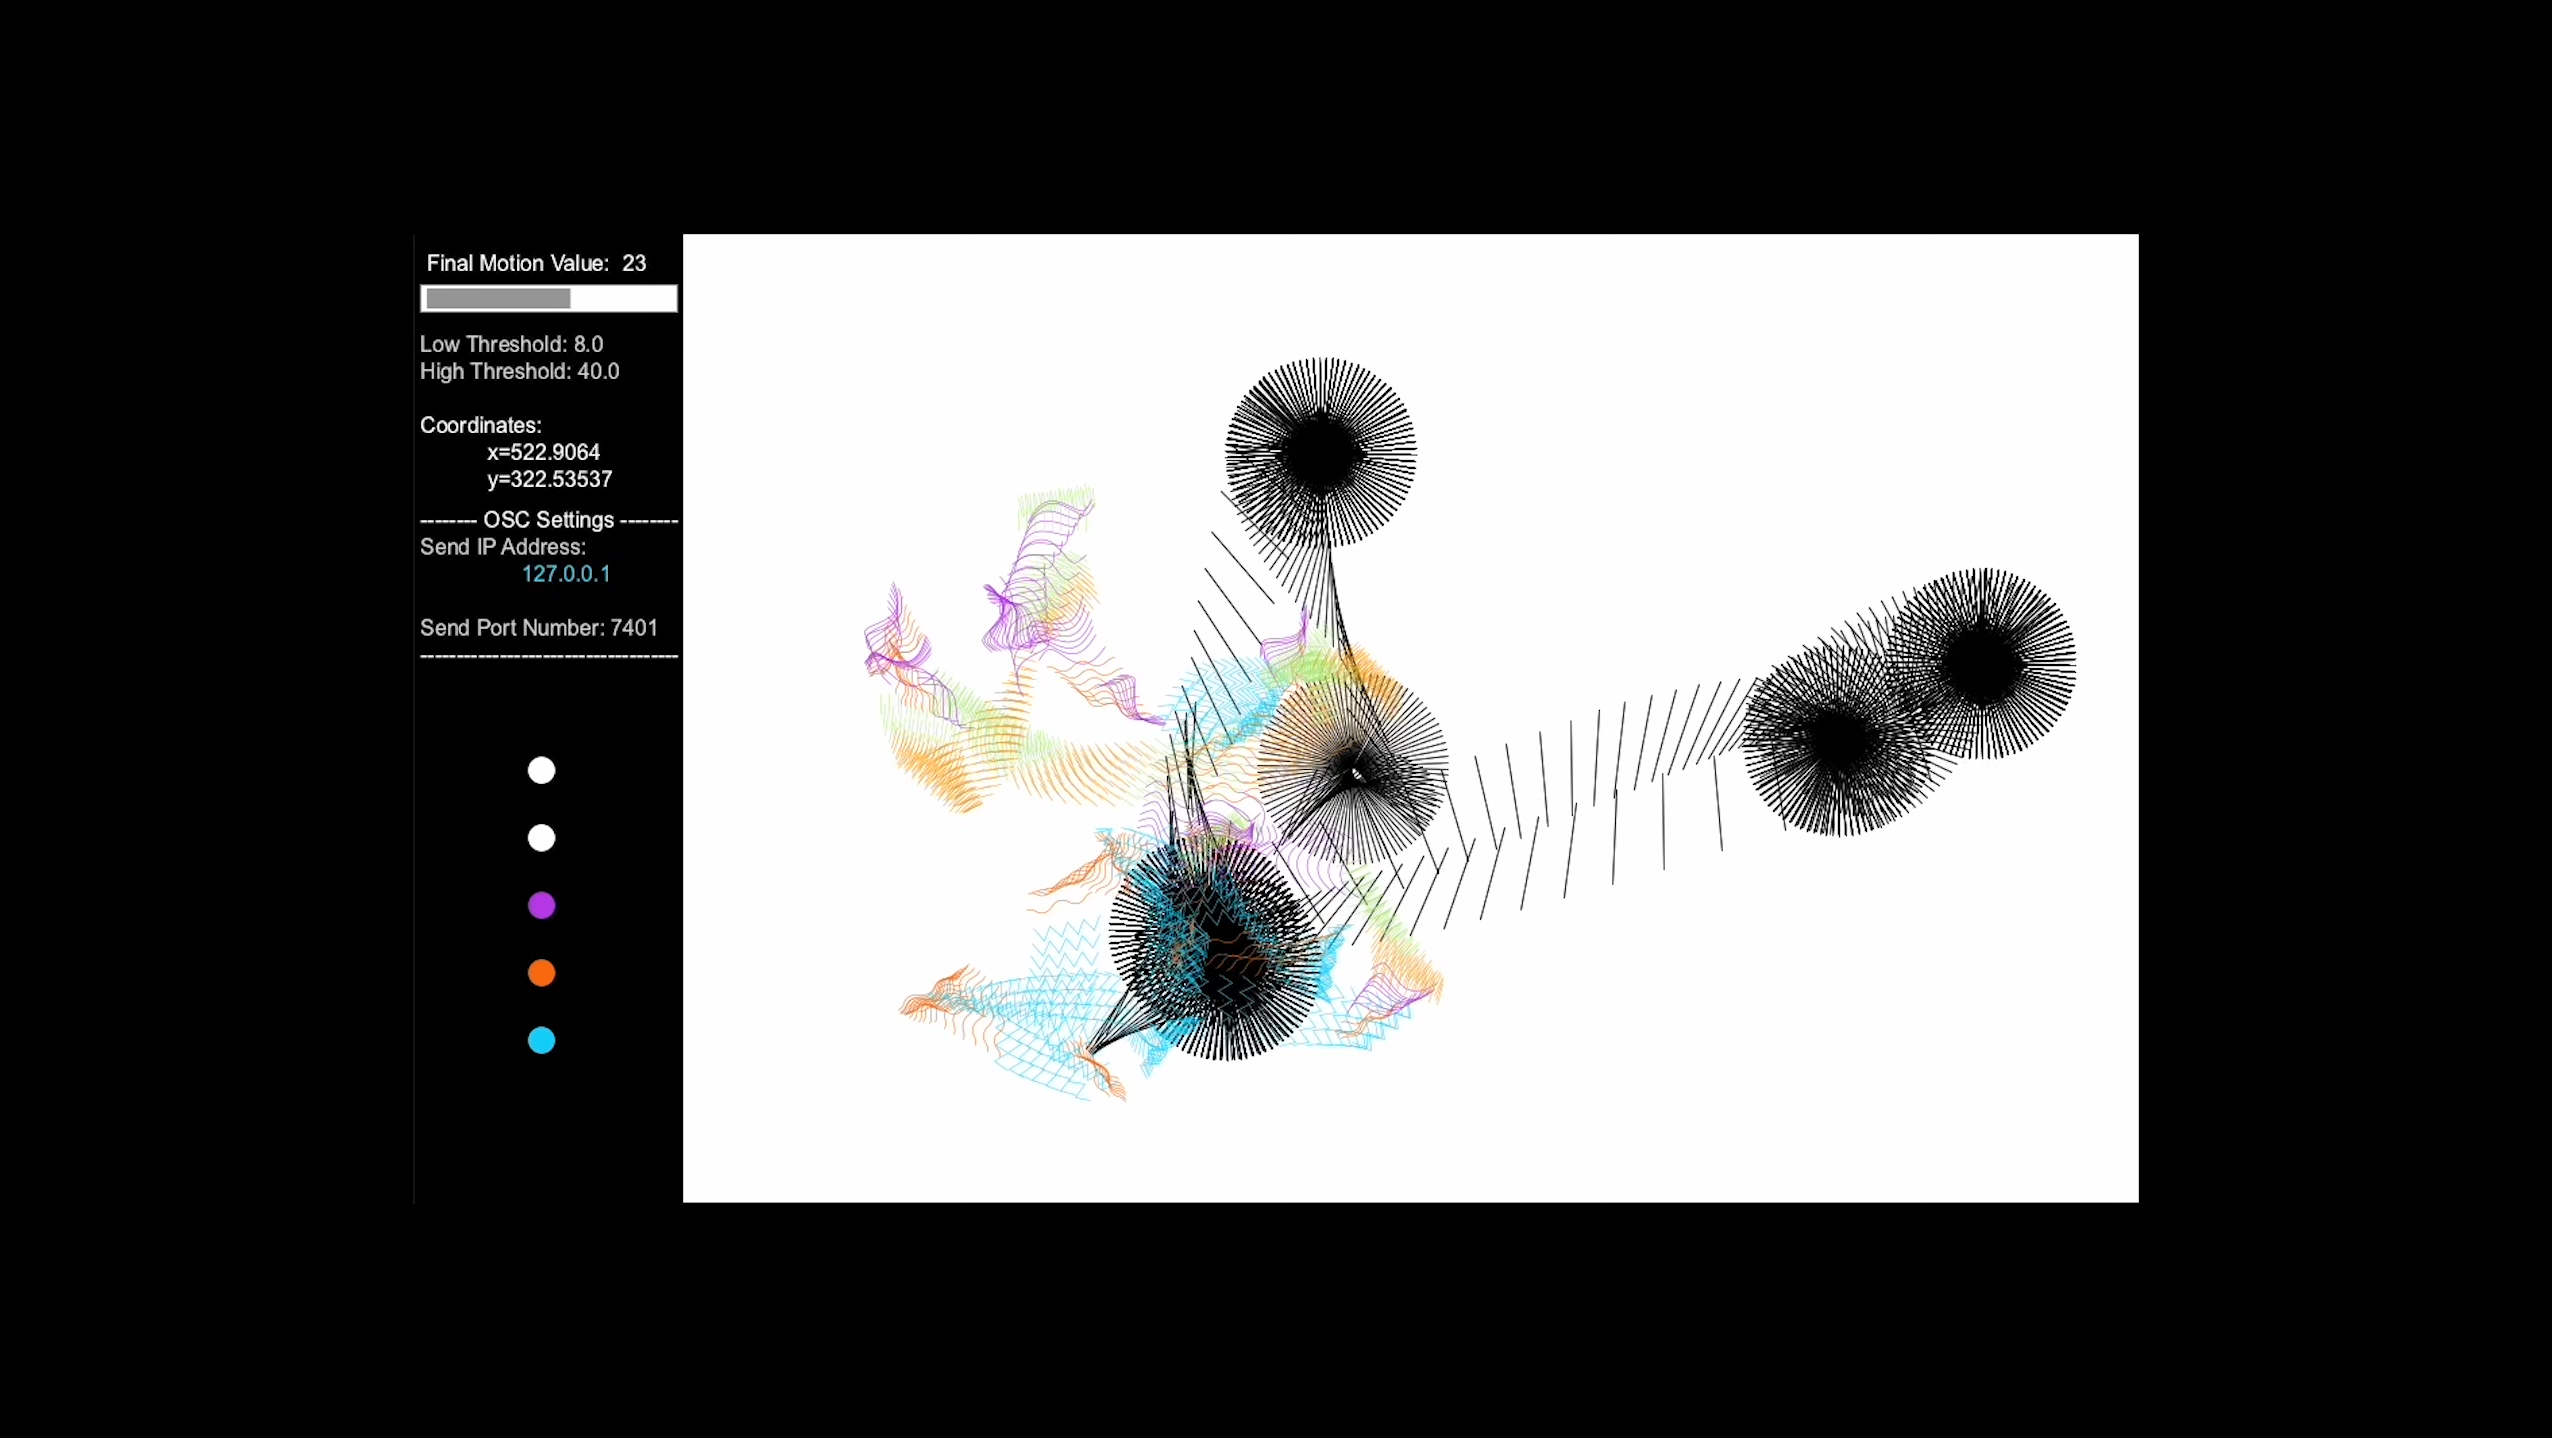 Final Motion Value: 23
Low Threshold: 8.0
High Threshold: 40.0
Coordinates:
x=522.9064
y=322.53537
-------- OSC Settings --------
Send IP Address:
127.0.0.1
Send Port Number: 7401
-----------------------------------